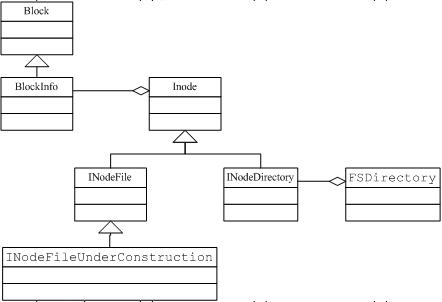 Block
BlockInfo
Inode
INodeFile
INodeDirectory
FSDirectory
INodeFileUnderConstruction